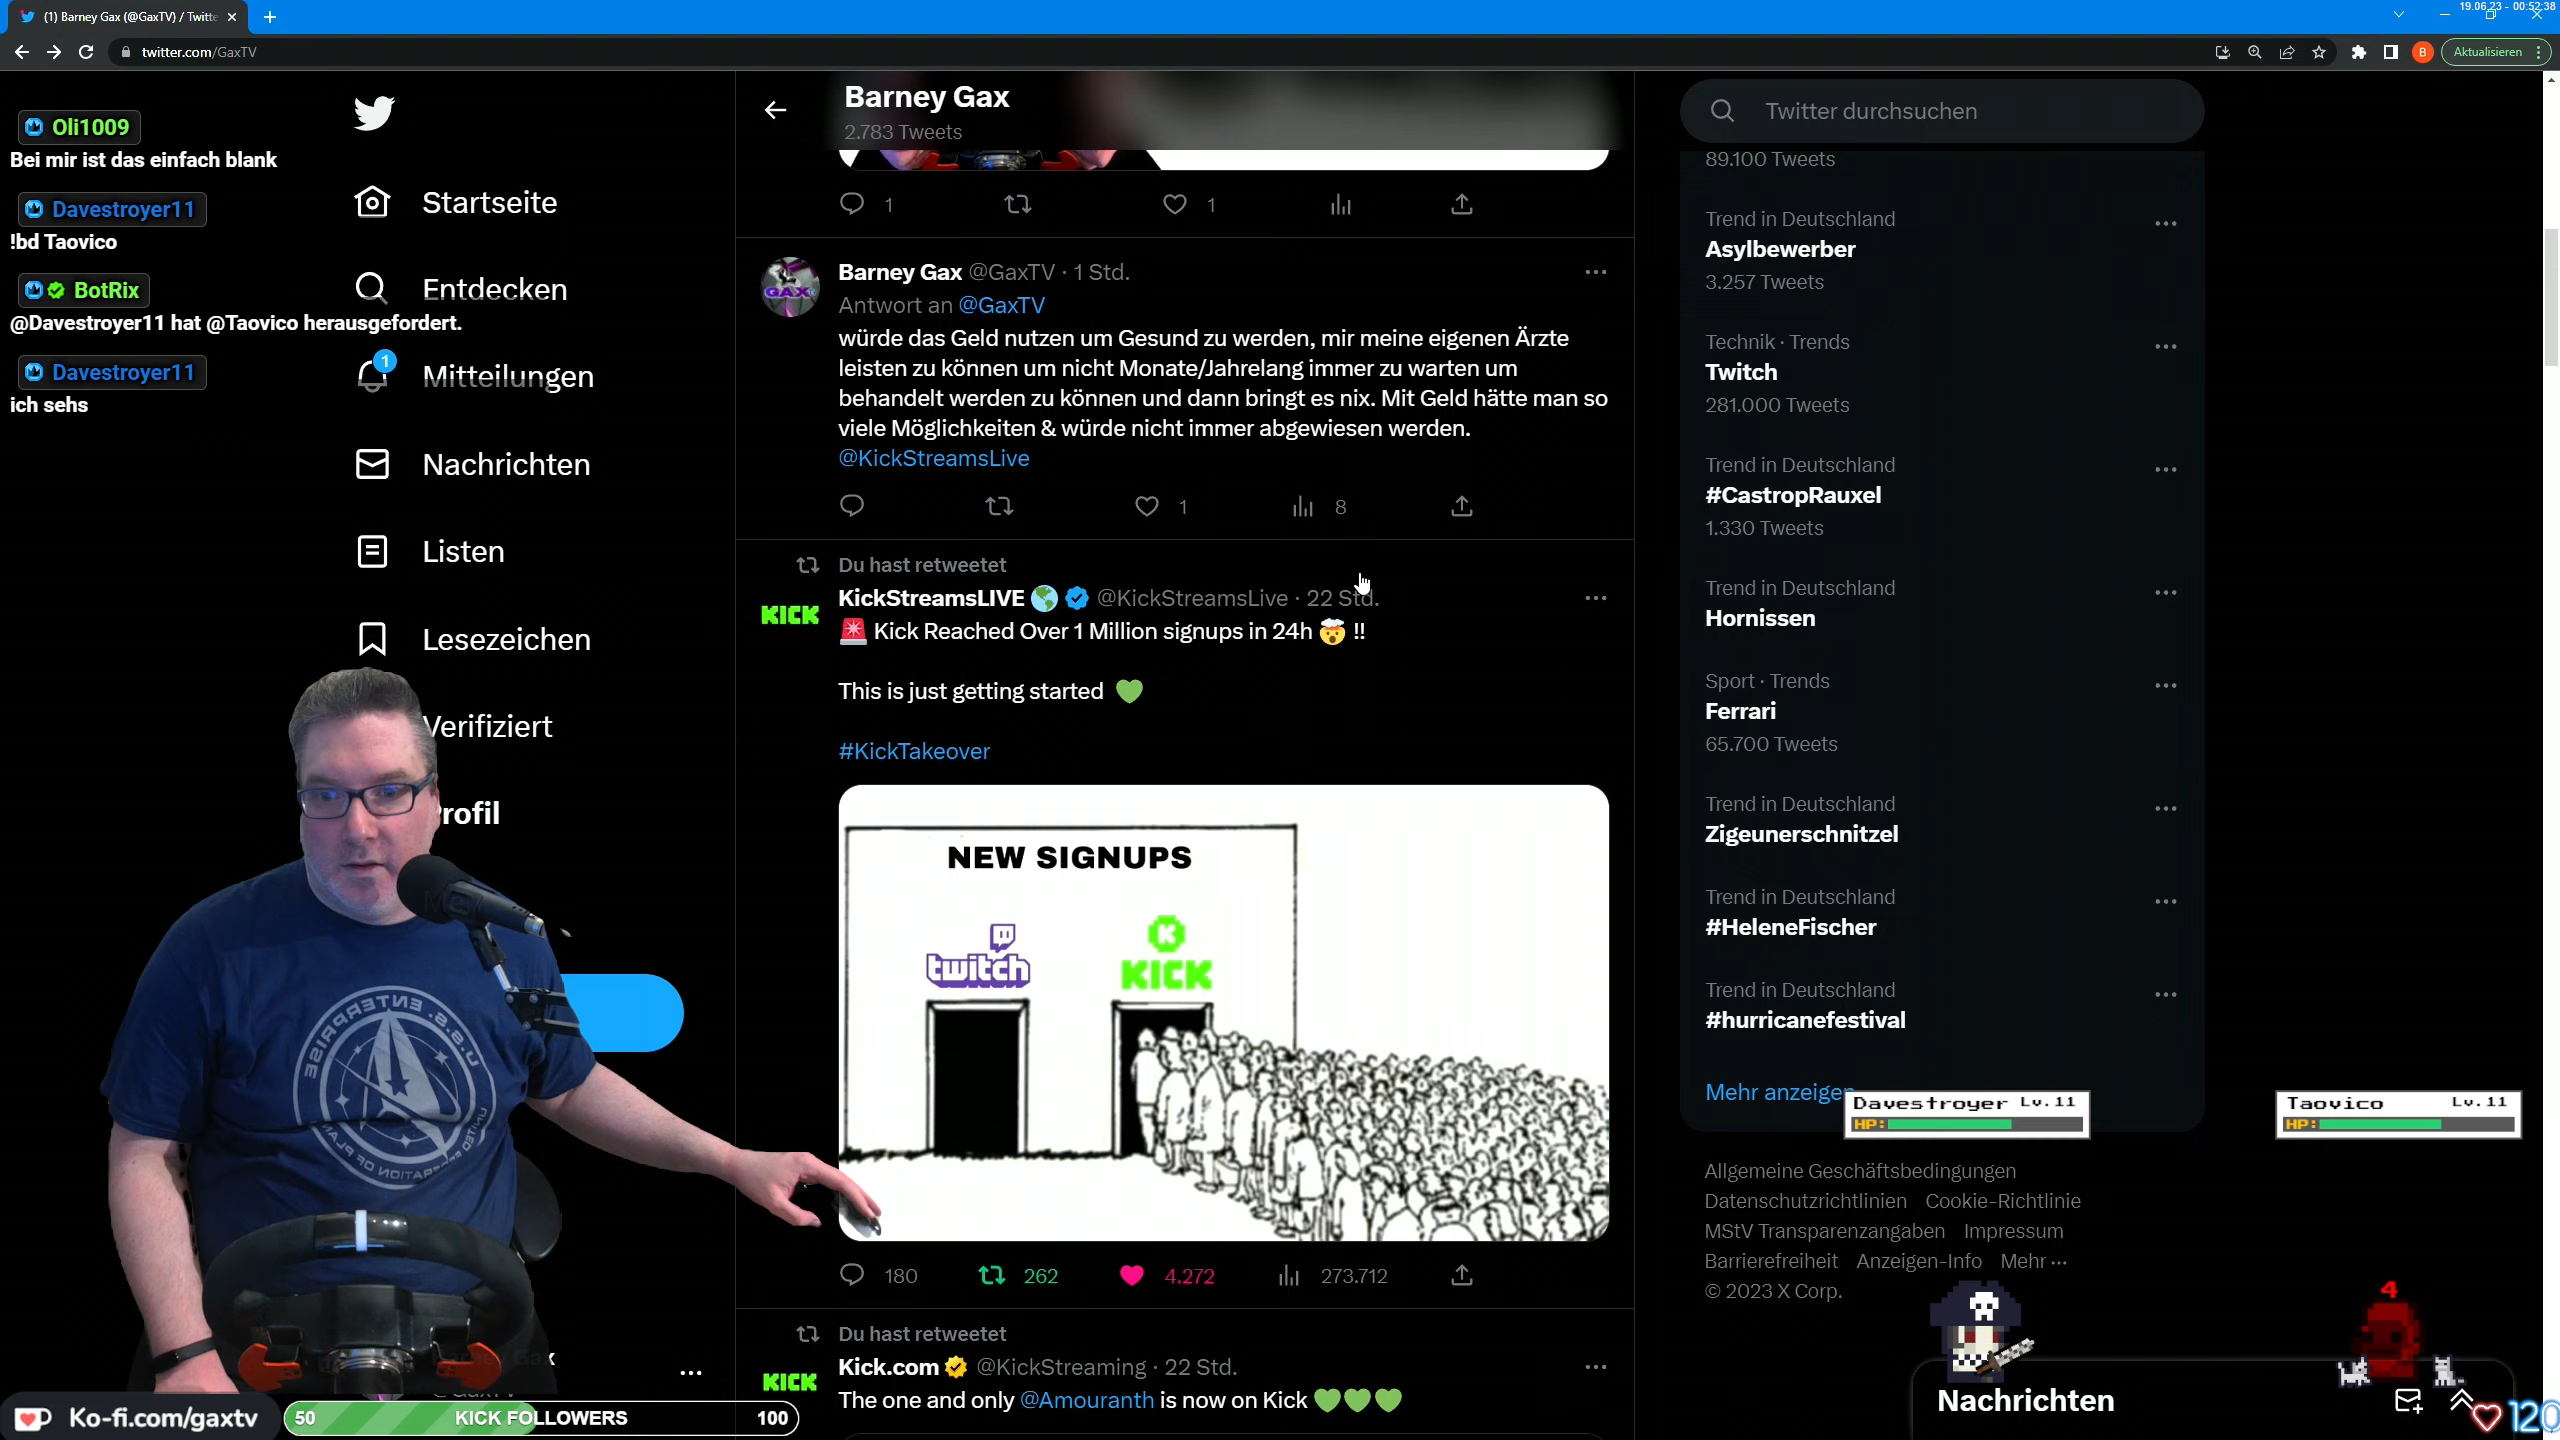 (1) Barney Gax (@GaxTV) / Twitte
19.06.23 - 00:52:38
twitter.com/GaxTV
B
Aktualisieren
Oli1009
Bei mir ist das einfach blank
Davestroyer11
!bd Taovico
BotRix
@Davestroyer11 hat @Taovico herausgefordert.
Davestroyer11
ich sehs
Startseite
Entdecken
1
Mitteilungen
Nachrichten
Listen
Lesezeichen
Verifiziert
Profil
U.S.S. ENTERPRISE
Barney Gax
2.783 Tweets
1
1
Barney Gax @GaxTV · 1 Std.
Antwort an @GaxTV
würde das Geld nutzen um Gesund zu werden, mir meine eigenen Ärzte
leisten zu können um nicht Monate/Jahrelang immer zu warten um
behandelt werden zu können und dann bringt es nix. Mit Geld hätte man so
viele Möglichkeiten & würde nicht immer abgewiesen werden.
@KickStreamsLive
1
8
Du hast retweetet
KICK
KickStreamsLIVE @KickStreamsLive · 22 Std.
Kick Reached Over 1 Million signups in 24h !!
This is just getting started
#KickTakeover
NEW SIGNUPS
twitch
K
KICK
180
262
4.272
273.712
Du hast retweetet
KICK
Kick.com @KickStreaming · 22 Std.
The one and only @Amouranth is now on Kick
Twitter durchsuchen
89.100 Tweets
Trend in Deutschland
Asylbewerber
3.257 Tweets
Technik · Trends
Twitch
281.000 Tweets
Trend in Deutschland
#CastropRauxel
1.330 Tweets
Trend in Deutschland
Hornissen
Sport · Trends
Ferrari
65.700 Tweets
Trend in Deutschland
Zigeunerschnitzel
Trend in Deutschland
#HeleneFischer
Trend in Deutschland
#hurricanefestival
Mehr anzeigen
Davestroyer Lv.11
HP:
Taovico Lv.11
HP:
Allgemeine Geschäftsbedingungen
Datenschutzrichtlinien Cookie-Richtlinie
MStV Transparenzangaben Impressum
Barrierefreiheit Anzeigen-Info Mehr
© 2023 X Corp.
4
Nachrichten
120
Ko-fi.com/gaxtv
50 KICK FOLLOWERS 100